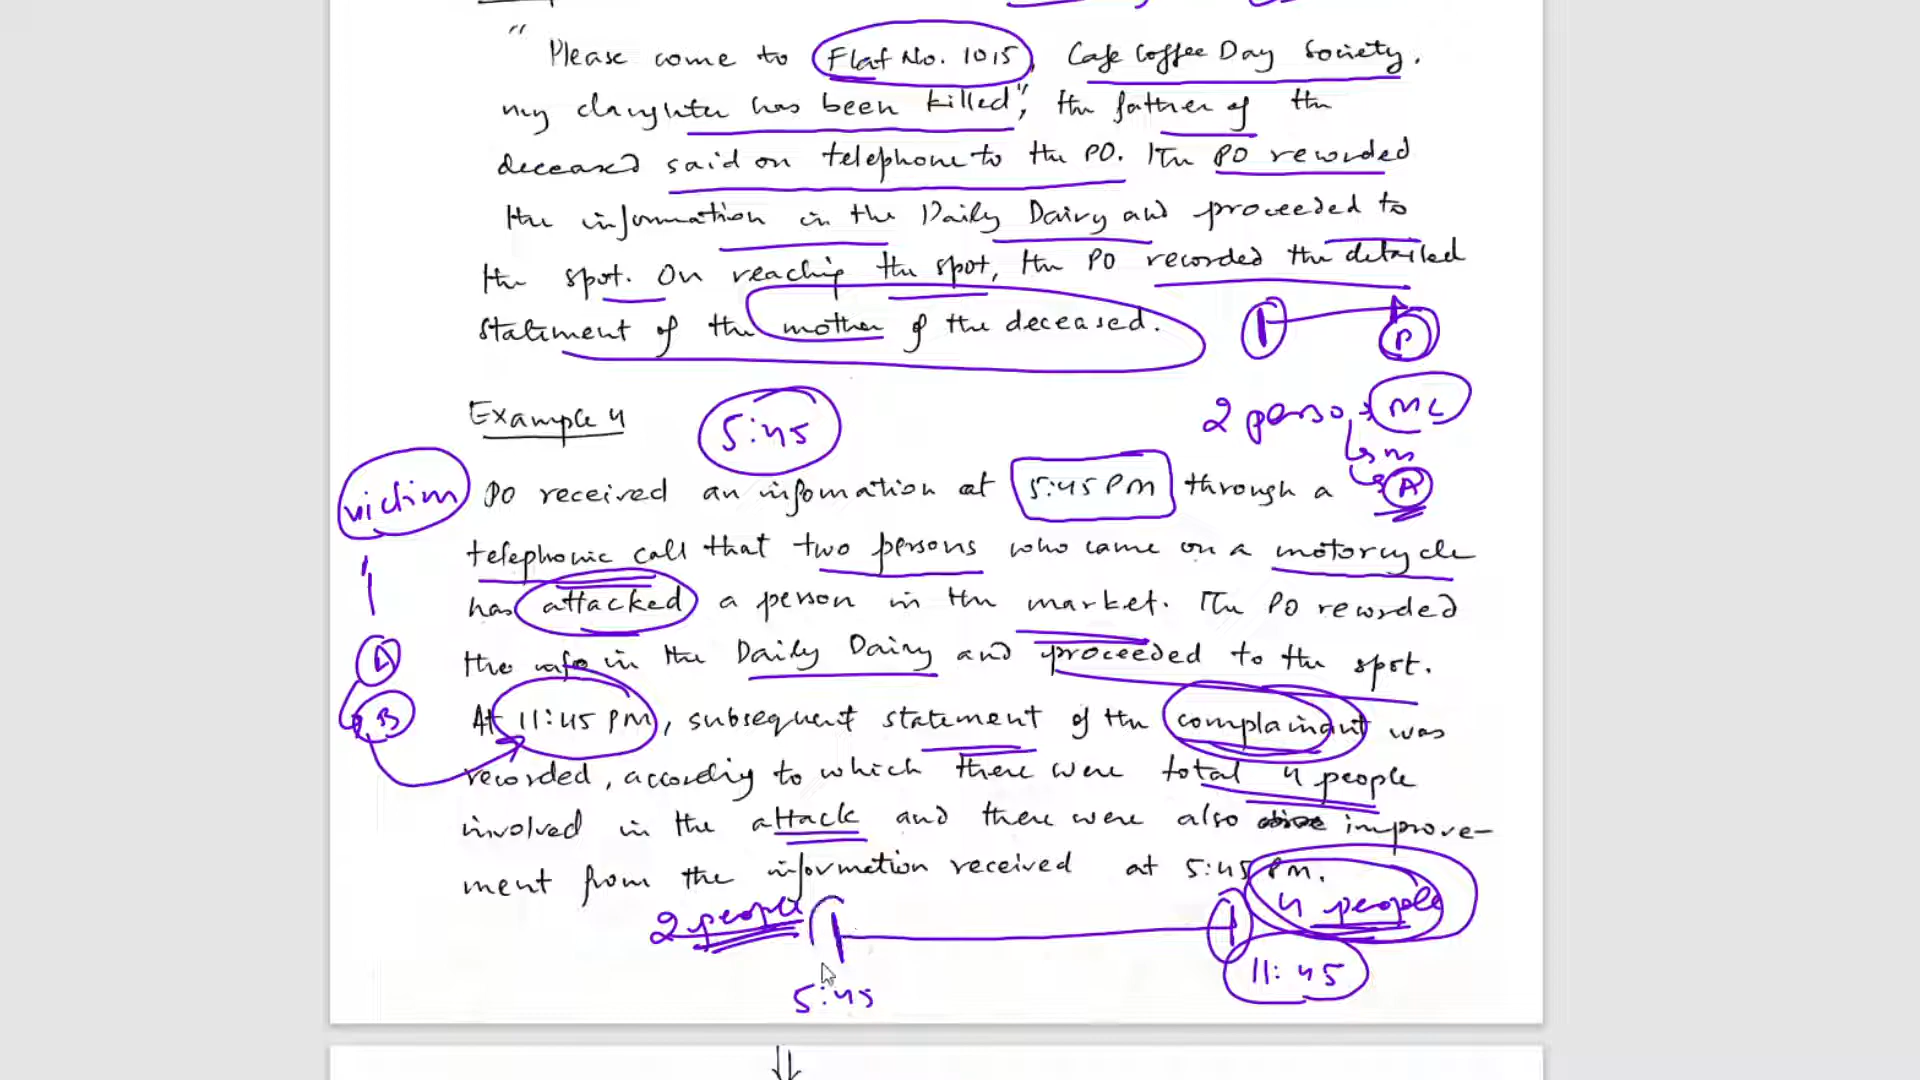 " Please come to Flat No. 1015, Cafe Coffee Day Society.
my daughter has been killed", the father of the
deceased said on telephone to the PO. The PO recorded
the information in the Daily Dairy and proceeded to
the spot. On reaching the spot, the PO recorded the detailed
statement of the mother of the deceased.
P
Example 4
5:45
2 perso
MC
m
A
victim
PO received an infomation at 5:45 PM through a
telephonic call that two persons who came on a motorcycle
has attacked a person in the market. The PO recorded
the info in the Daily Dairy and proceeded to the spot.
A
B
At 11:45 PM, subsequent statement of the complainant was
recorded, accordig to which there were total 4 people
involved in the attack and there were also improve-
ment from the information received at 5:45 PM.
2 people
4 people
5:45
11:45